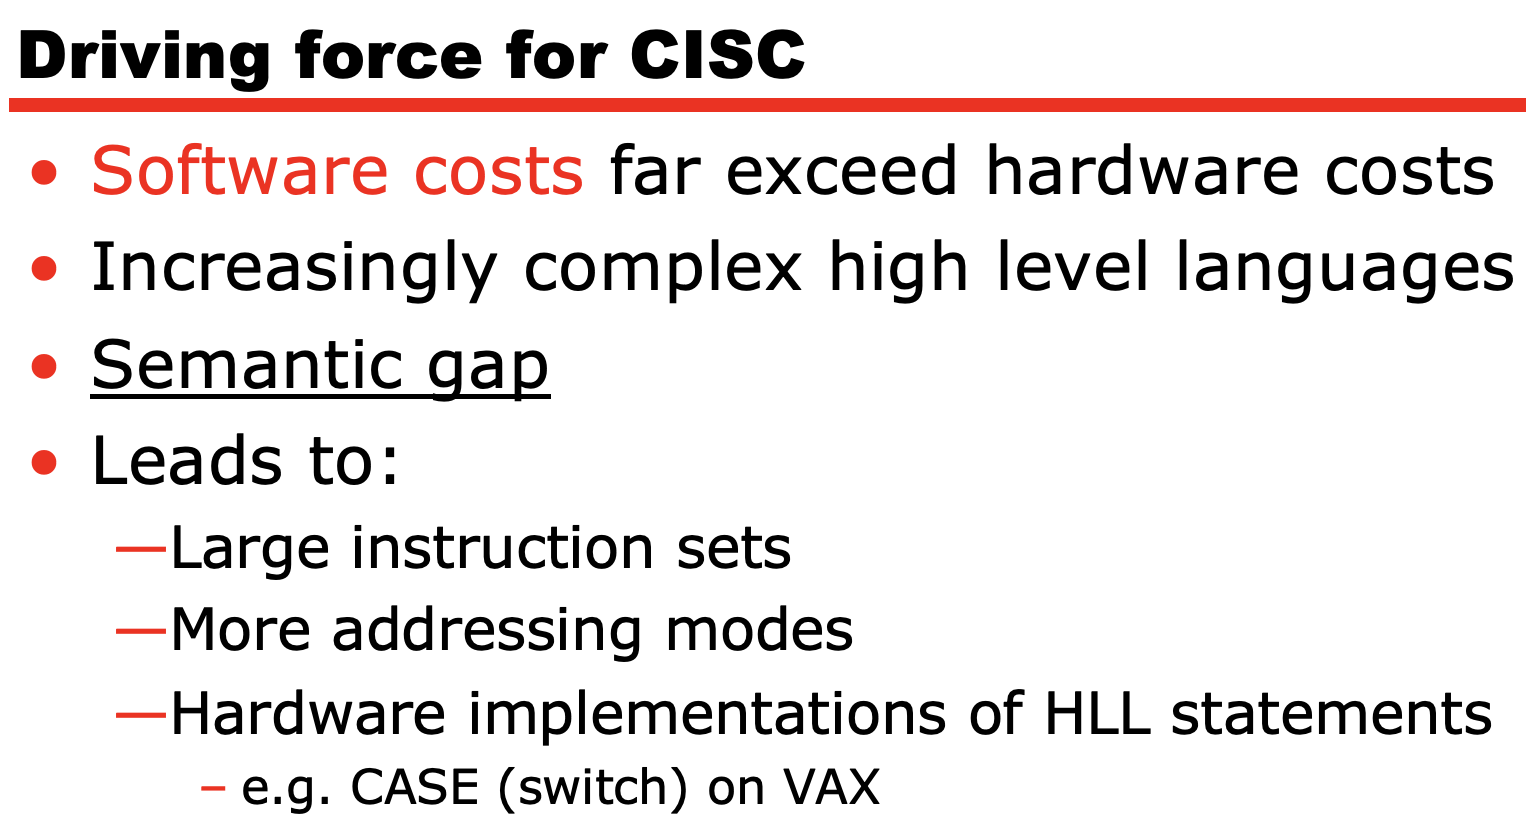 Driving force for CISC
• Software costs far exceed hardware costs
• Increasingly complex high level languages
• Semantic gap
• Leads to:
—Large instruction sets
—More addressing modes
—Hardware implementations of HLL statements
– e.g. CASE (switch) on VAX